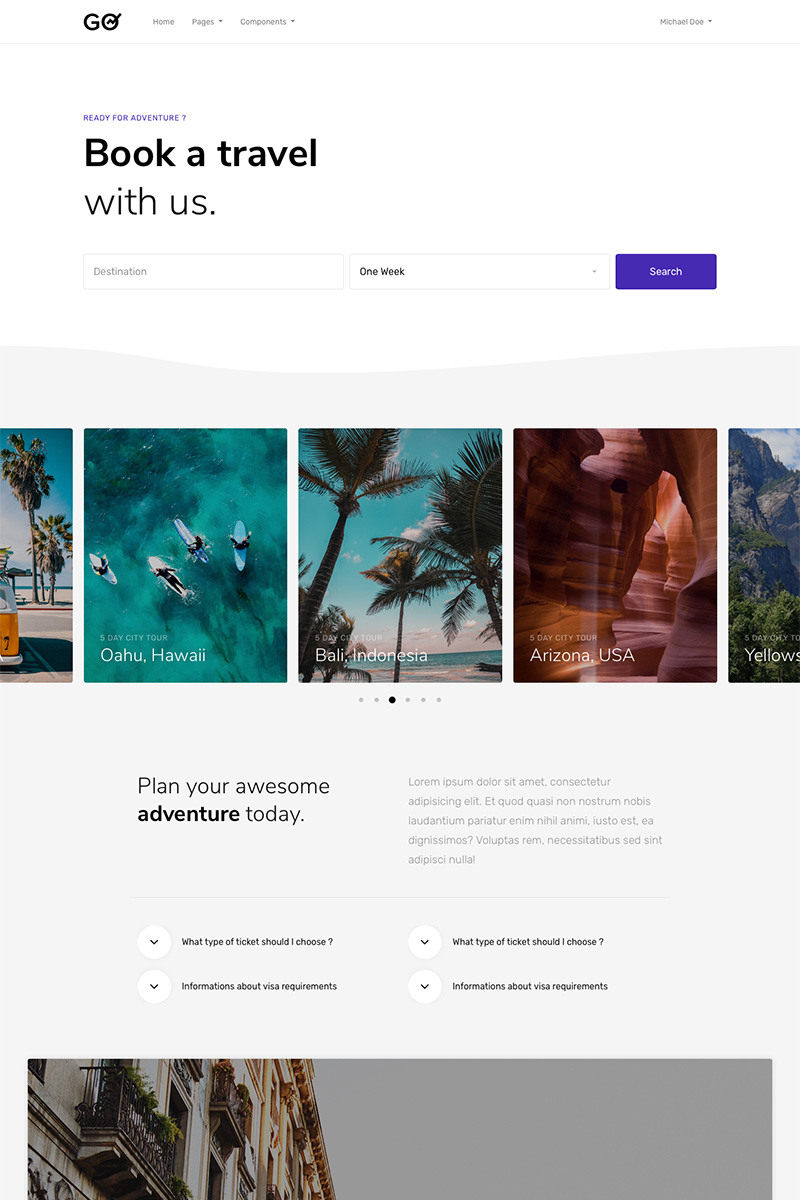 GO
Home Pages Components Michael Doe
READY FOR ADVENTURE ?
Book a travel
with us.
Destination One Week Search
5 DAY CITY TOUR 5 DAY CITY TOUR 5 DAY CITY TOUR 5 DAY CITY TO
Oahu, Hawaii Bali, Indonesia Arizona, USA Yellows
Plan your awesome
adventure today.
Lorem ipsum dolor sit amet, consectetur
adipisicing elit. Et quod quasi non nostrum nobis
laudantium pariatur enim nihil animi, iusto est, ea
dignissimos? Voluptas rem, necessitatibus sed sint
adipisci nulla!
What type of ticket should I choose ? What type of ticket should I choose ?
Informations about visa requirements Informations about visa requirements